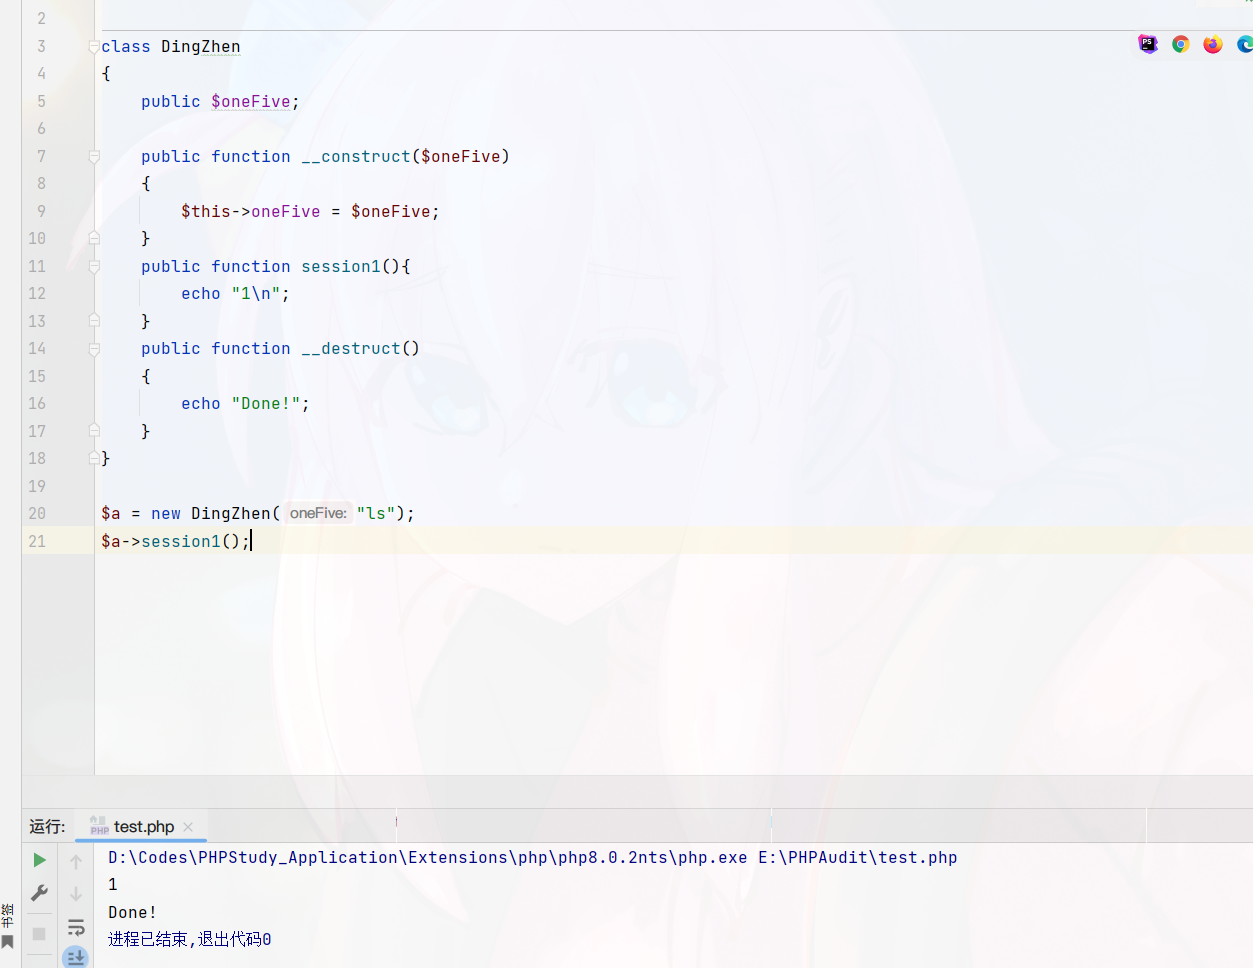 2
3 class DingZhen
4 {
5     public $oneFive;
6
7     public function __construct($oneFive)
8     {
9         $this->oneFive = $oneFive;
10     }
11     public function session1(){
12         echo "1\n";
13     }
14     public function __destruct()
15     {
16         echo "Done!";
17     }
18 }
19
20 $a = new DingZhen( oneFive: "ls");
21 $a->session1();
运行: test.php
D:\Codes\PHPStudy_Application\Extensions\php\php8.0.2nts\php.exe E:\PHPAudit\test.php
1
Done!
进程已结束,退出代码0
书签
PS
PHP